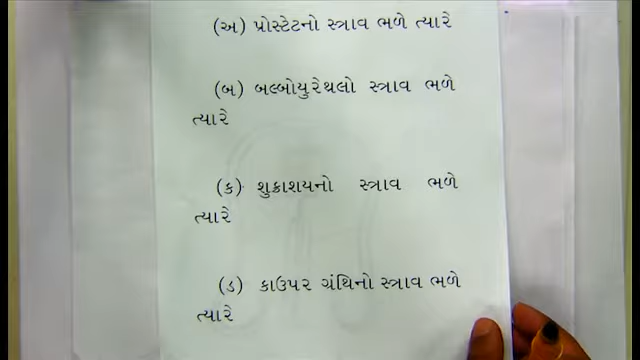 (અ) પ્રોસ્ટેટનો સ્ત્રાવ ભળે ત્યારે
(બ) બલ્બોયુરેથલો સ્ત્રાવ ભળે
ત્યારે
(ક) શુક્રાશયનો સ્ત્રાવ ભળે
ત્યારે
(ડ) કાઉપર ગ્રંથિનો સ્ત્રાવ ભળે
ત્યારે